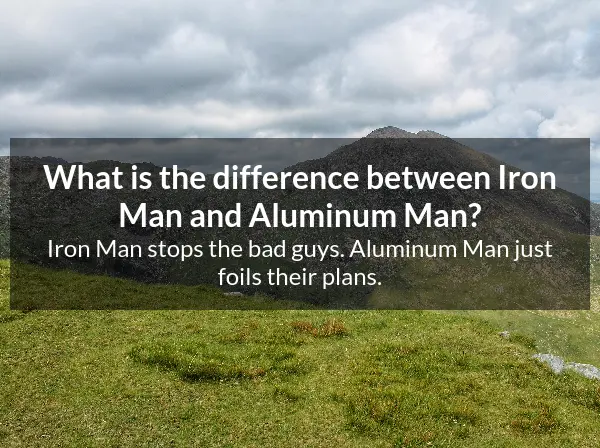 What is the difference between Iron
Man and Aluminum Man?
Iron Man stops the bad guys. Aluminum Man just
foils their plans.